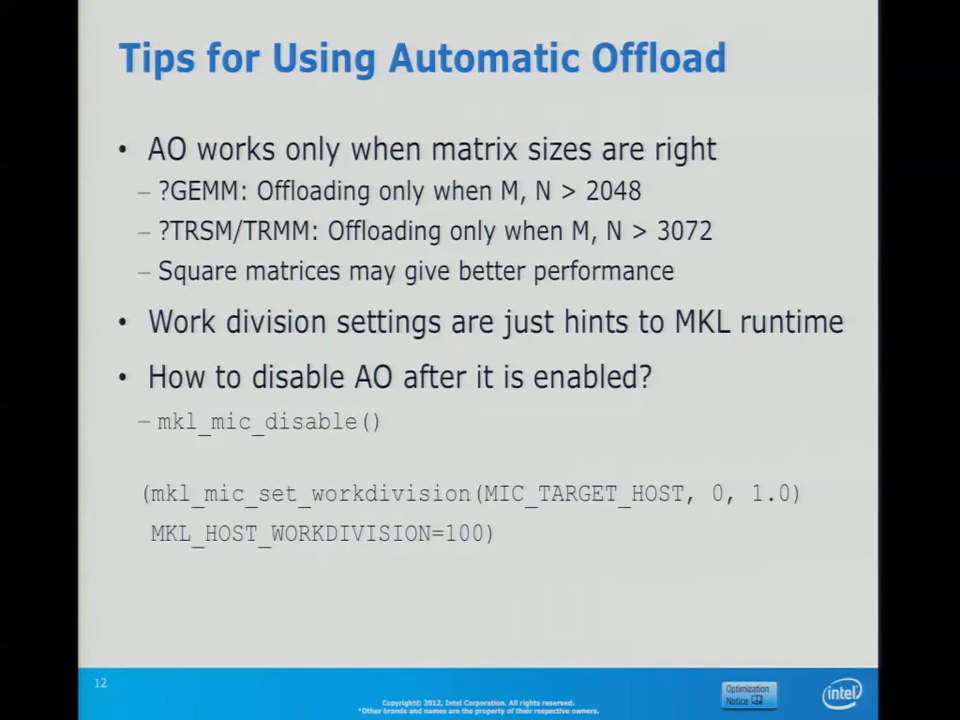 Tips for Using Automatic Offload
• AO works only when matrix sizes are right
– ?GEMM: Offloading only when M, N > 2048
– ?TRSM/TRMM: Offloading only when M, N > 3072
– Square matrices may give better performance
• Work division settings are just hints to MKL runtime
• How to disable AO after it is enabled?
– mkl_mic_disable()
(mkl_mic_set_workdivision(MIC_TARGET_HOST, 0, 1.0)
MKL_HOST_WORKDIVISION=100)
12
Copyright© 2012, Intel Corporation. All rights reserved.
*Other brands and names are the property of their respective owners.
Optimization
Notice
intel